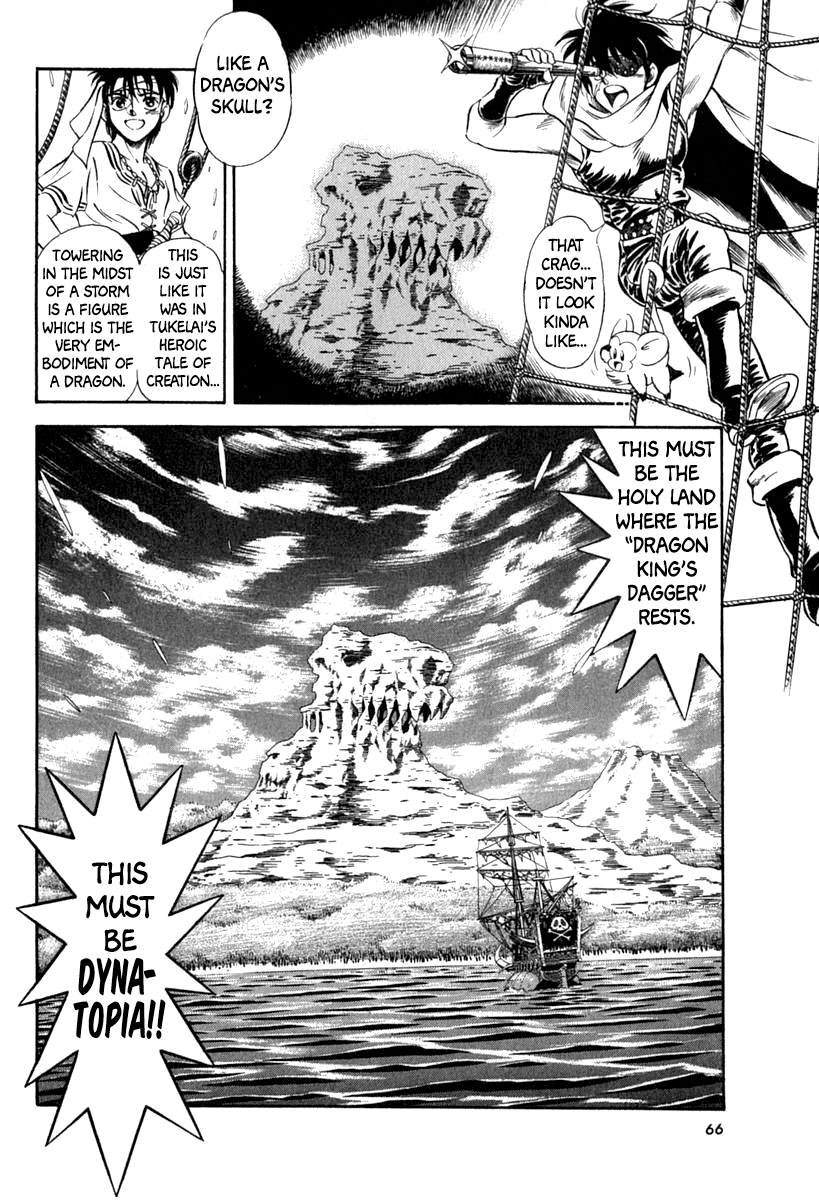 THAT
CRAG...
DOESN'T
IT LOOK
KINDA
LIKE...
LIKE A
DRAGON'S
SKULL?
THIS
IS JUST
LIKE IT
WAS IN
TUKELAI'S
HEROIC
TALE OF
CREATION...
TOWERING
IN THE MIDST
OF A STORM
IS A FIGURE
WHICH IS THE
VERY EM-
BODIMENT OF
A DRAGON.
THIS MUST
BE THE
HOLY LAND
WHERE THE
"DRAGON
KING'S
DAGGER"
RESTS.
THIS
MUST
BE
DYNA-
TOPIA!!
66